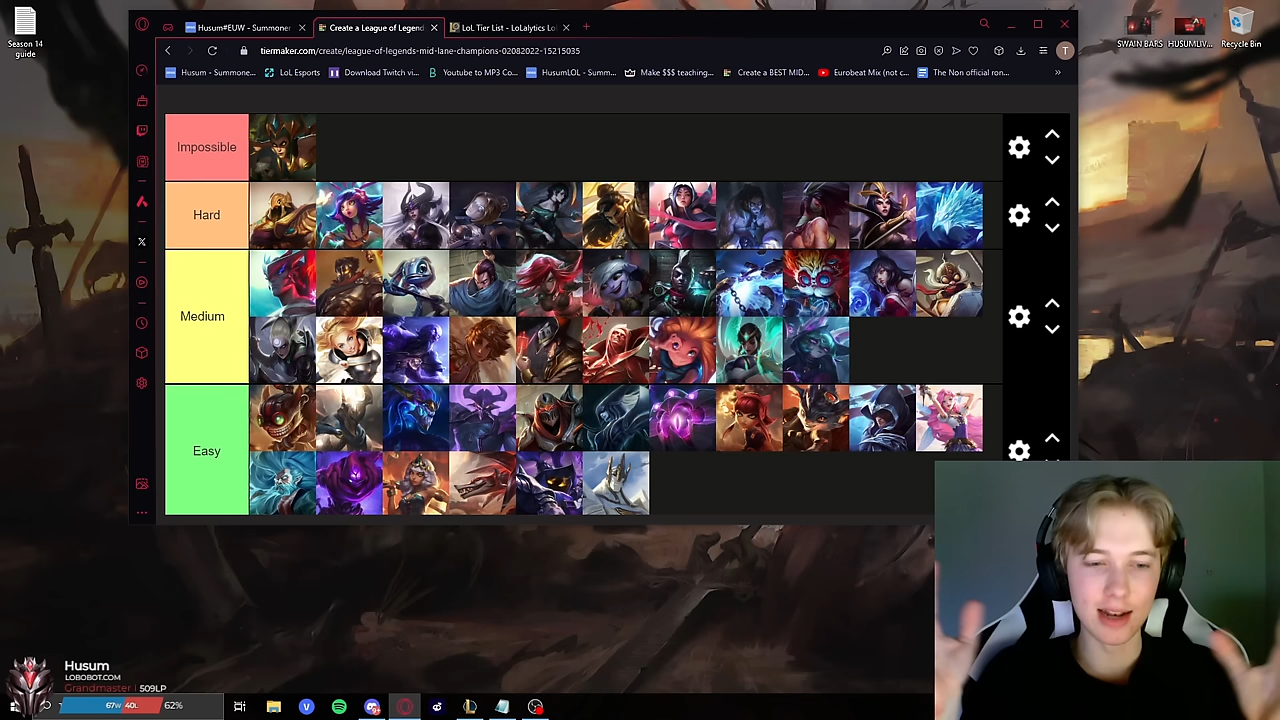 Season 14
guide
Husum#EUW - Summoner
Create a League of Legend
LoL Tier List - LoLalytics Lo
tiermaker.com/create/league-of-legends-mid-lane-champions-02082022-15215035
T
Husum - Summone...
LoL Esports
Download Twitch vi...
Youtube to MP3 Co...
HusumLOL - Summ...
Make $$$ teaching...
Create a BEST MID...
Eurobeat Mix (not c...
The Non official ron...
SWAIN BARS
HUSUMLIV...
Recycle Bin
Impossible
Hard
Medium
Easy
Husum
LOBOBOT.COM
Grandmaster | 509LP
67W 40L 62%